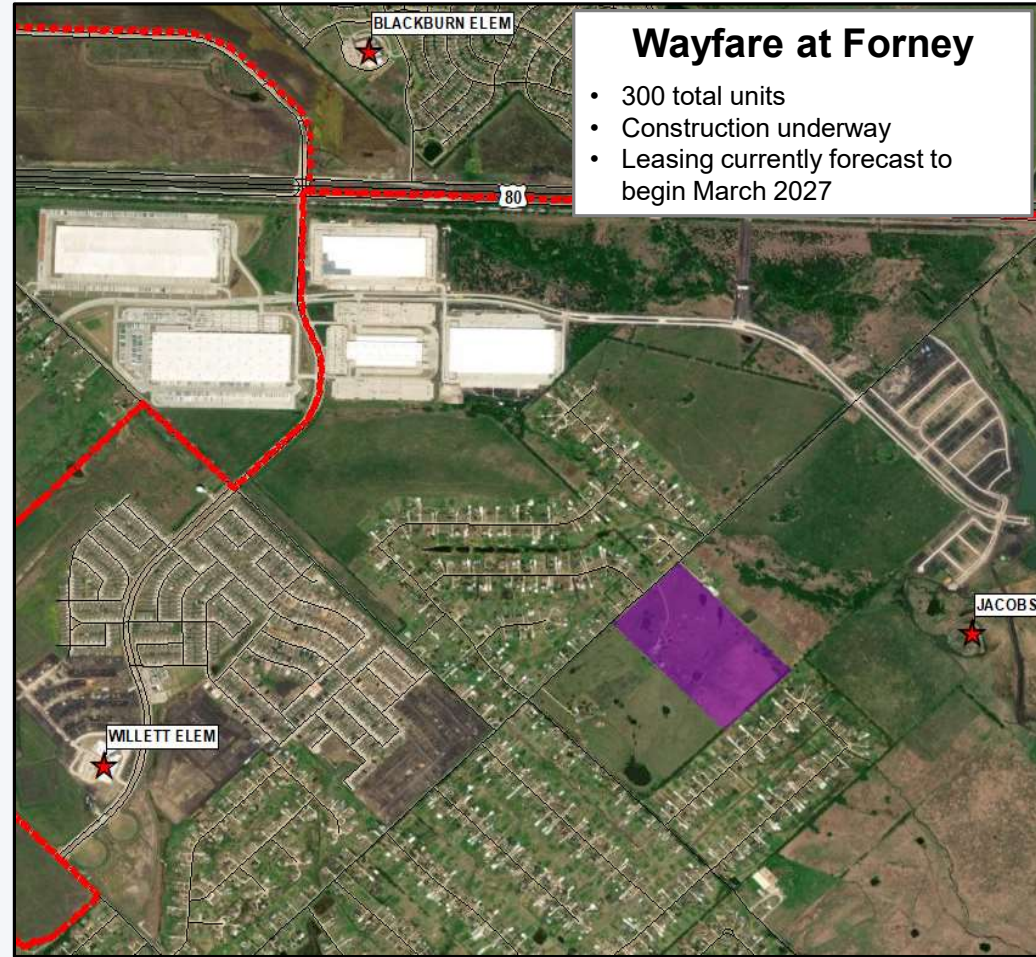 BLACKBURN ELEM
Wayfare at Forney
• 300 total units
• Construction underway
• Leasing currently forecast to
begin March 2027
80
JACOBS
WILLETT ELEM